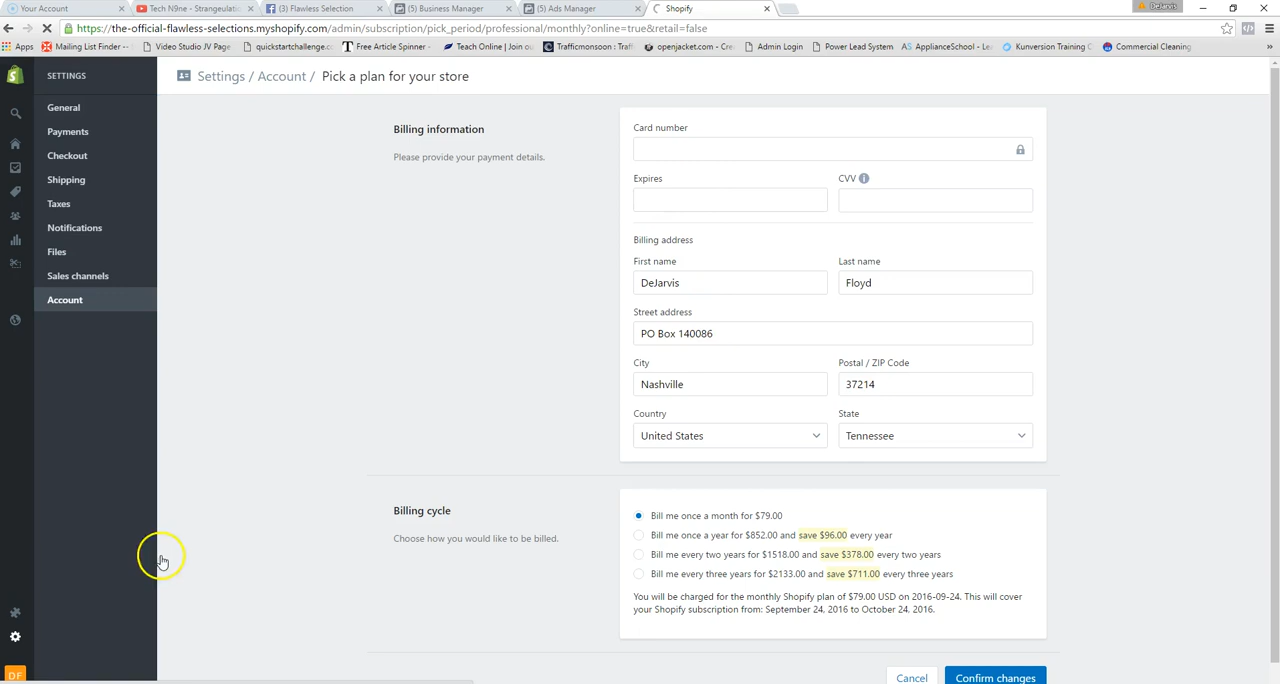 Your Account
Tech N9ne - Strangeulatio
(3) Flawless Selection
(5) Business Manager
(5) Ads Manager
Shopify
DeJarvis
https://the-official-flawless-selections.myshopify.com/admin/subscription/pick_period/professional/monthly?online=true&retail=false
Apps
Mailing List Finder --
Video Studio JV Page
quickstartchallenge.c
Free Article Spinner -
Teach Online | Join ou
Trafficmonsoon : Traf
openjacket.com - Cre
Admin Login
Power Lead System
ApplianceSchool - Le
Kunversion Training C
Commercial Cleaning
»
SETTINGS
Settings / Account / Pick a plan for your store
General
Payments
Checkout
Shipping
Taxes
Notifications
Files
Sales channels
Account
DF
Billing information
Please provide your payment details.
Card number
Expires
CVV
Billing address
First name
Last name
DeJarvis
Floyd
Street address
PO Box 140086
City
Postal / ZIP Code
Nashville
37214
Country
State
United States
Tennessee
Billing cycle
Choose how you would like to be billed.
Bill me once a month for $79.00
Bill me once a year for $852.00 and save $96.00 every year
Bill me every two years for $1518.00 and save $378.00 every two years
Bill me every three years for $2133.00 and save $711.00 every three years
You will be charged for the monthly Shopify plan of $79.00 USD on 2016-09-24. This will cover
your Shopify subscription from: September 24, 2016 to October 24, 2016.
Cancel
Confirm changes